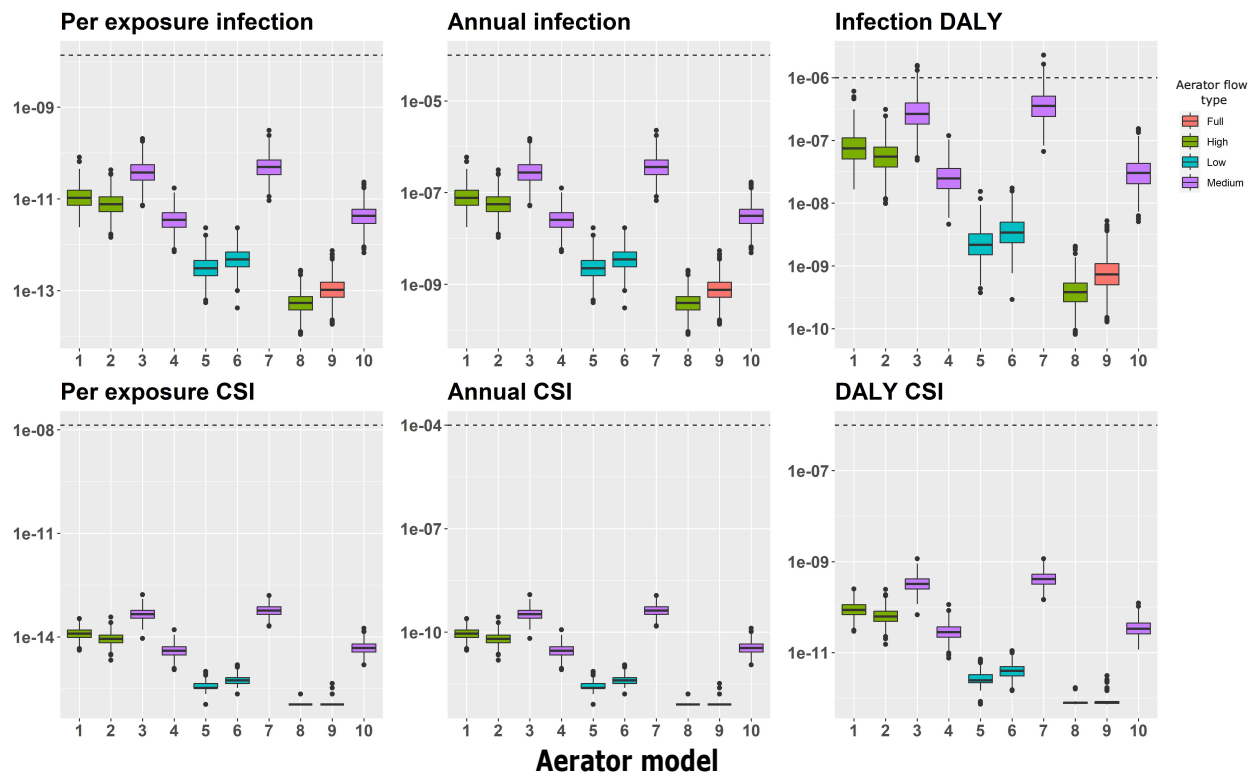 Per exposure infection
Annual infection
Infection DALY
1e-09
1e-11
1e-13
1 2 3 4 5 6 7 8 9 10
1e-05
1e-07
1e-09
1 2 3 4 5 6 7 8 9 10
1e-06
1e-07
1e-08
1e-09
1e-10
1 2 3 4 5 6 7 8 9 10
Aerator flow
type
Full
High
Low
Medium
Per exposure CSI
Annual CSI
DALY CSI
1e-08
1e-11
1e-14
1 2 3 4 5 6 7 8 9 10
1e-04
1e-07
1e-10
1 2 3 4 5 6 7 8 9 10
1e-07
1e-09
1e-11
1 2 3 4 5 6 7 8 9 10
Aerator model